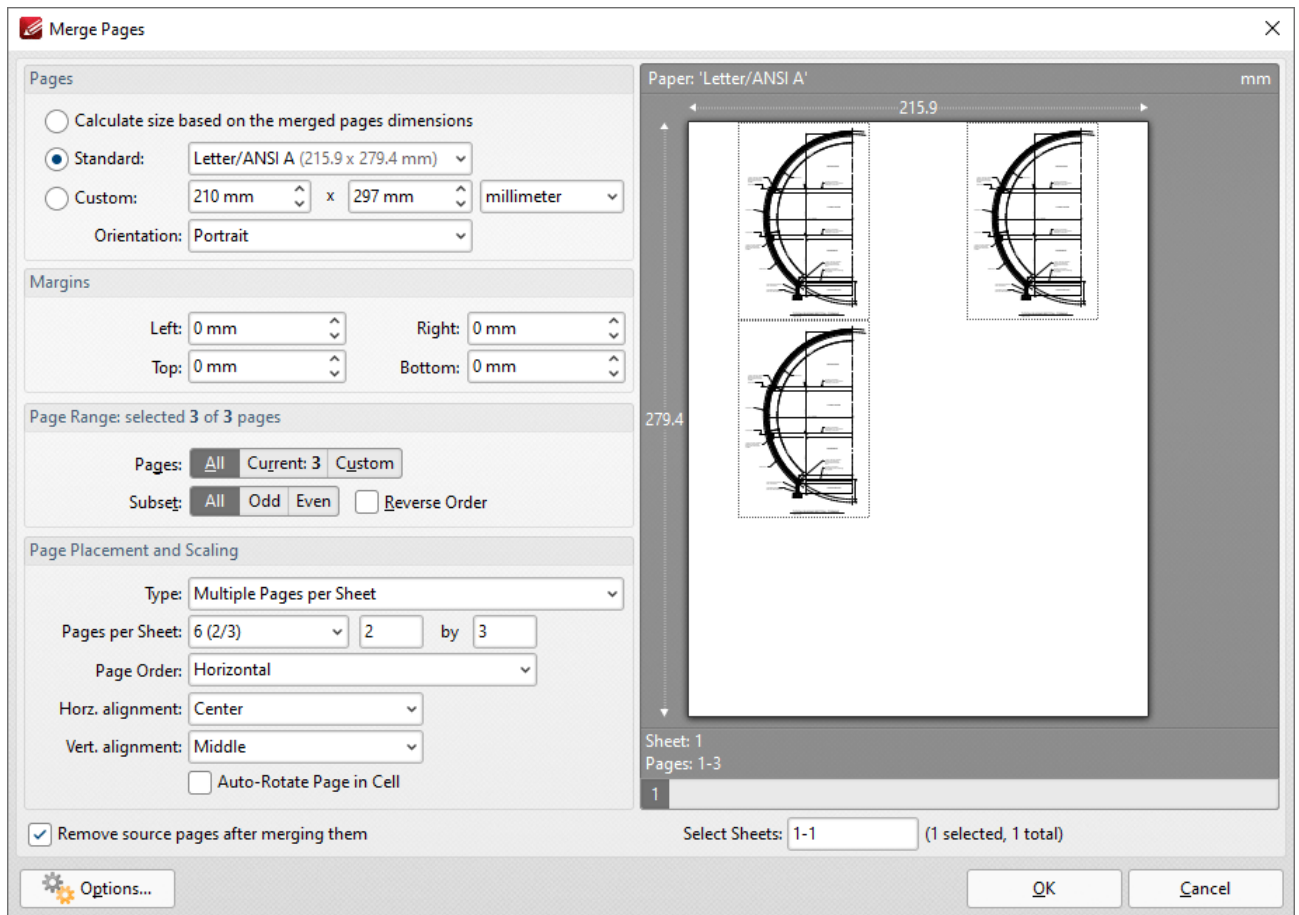 Merge Pages
Pages
Calculate size based on the merged pages dimensions
Standard: Letter/ANSI A (215.9 x 279.4 mm)
Custom: 210 mm x 297 mm millimeter
Orientation: Portrait
Margins
Left: 0 mm Right: 0 mm
Top: 0 mm Bottom: 0 mm
Page Range: selected 3 of 3 pages
Pages: All Current: 3 Custom
Subset: All Odd Even Reverse Order
Page Placement and Scaling
Type: Multiple Pages per Sheet
Pages per Sheet: 6 (2/3) 2 by 3
Page Order: Horizontal
Horz. alignment: Center
Vert. alignment: Middle
Auto-Rotate Page in Cell
Remove source pages after merging them
Options...
Paper: 'Letter/ANSI A' mm
215.9
279.4
Sheet: 1
Pages: 1-3
1
Select Sheets: 1-1 (1 selected, 1 total)
OK Cancel